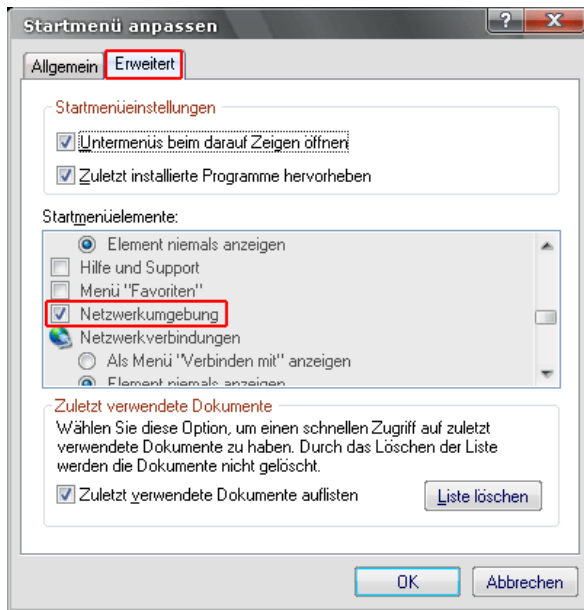 Startmenü anpassen
Allgemein
Erweitert
Startmenüeinstellungen
Untermenüs beim darauf Zeigen öffnen
Zuletzt installierte Programme hervorheben
Startmenüelemente:
Element niemals anzeigen
Hilfe und Support
Menü "Favoriten"
Netzwerkumgebung
Netzwerkverbindungen
Als Menü "Verbinden mit" anzeigen
Element niemals anzeigen
Zuletzt verwendete Dokumente
Wählen Sie diese Option, um einen schnellen Zugriff auf zuletzt
verwendete Dokumente zu haben. Durch das Löschen der Liste
werden die Dokumente nicht gelöscht.
Zuletzt verwendete Dokumente auflisten
Liste löschen
OK
Abbrechen